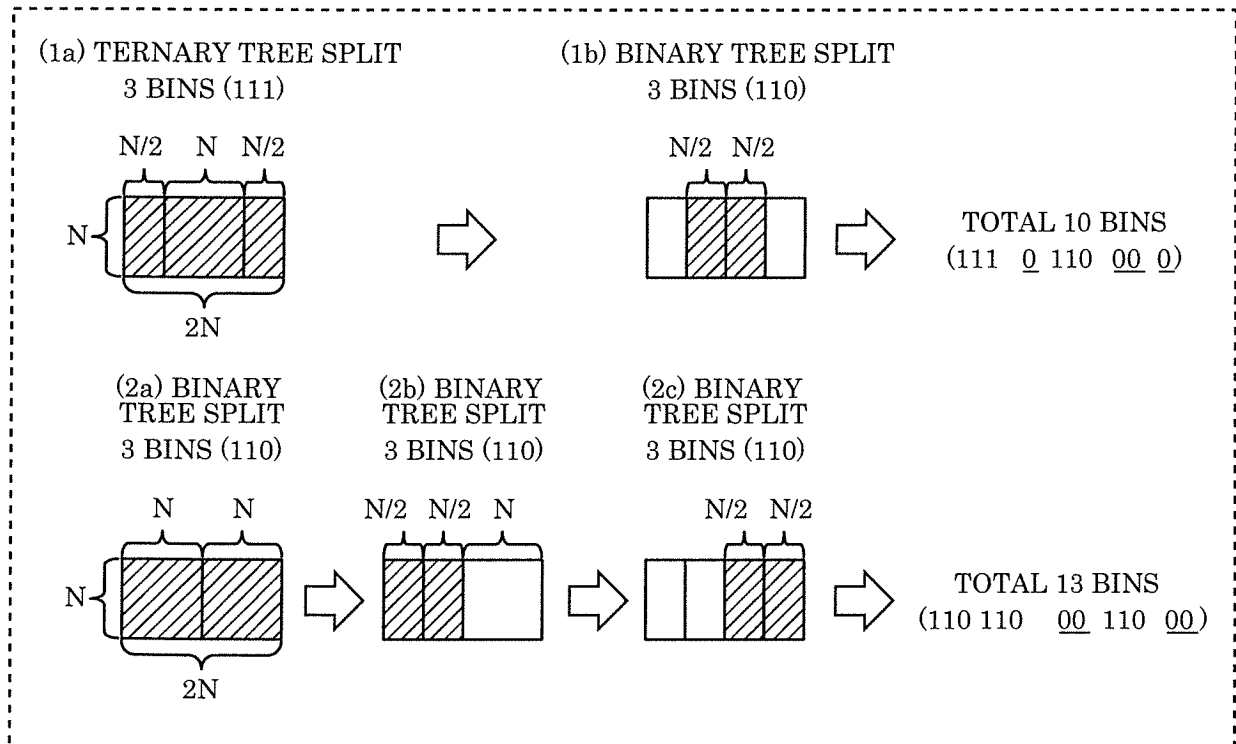 (1a) TERNARY TREE SPLIT
3 BINS (111)
(1b) BINARY TREE SPLIT
3 BINS (110)
N/2 N N/2
N
2N
N/2 N/2
TOTAL 10 BINS
(111 0 110 00 0)
(2a) BINARY
TREE SPLIT
3 BINS (110)
(2b) BINARY
TREE SPLIT
3 BINS (110)
(2c) BINARY
TREE SPLIT
3 BINS (110)
N N
N
2N
N/2 N/2 N
N/2 N/2
TOTAL 13 BINS
(110 110 00 110 00)